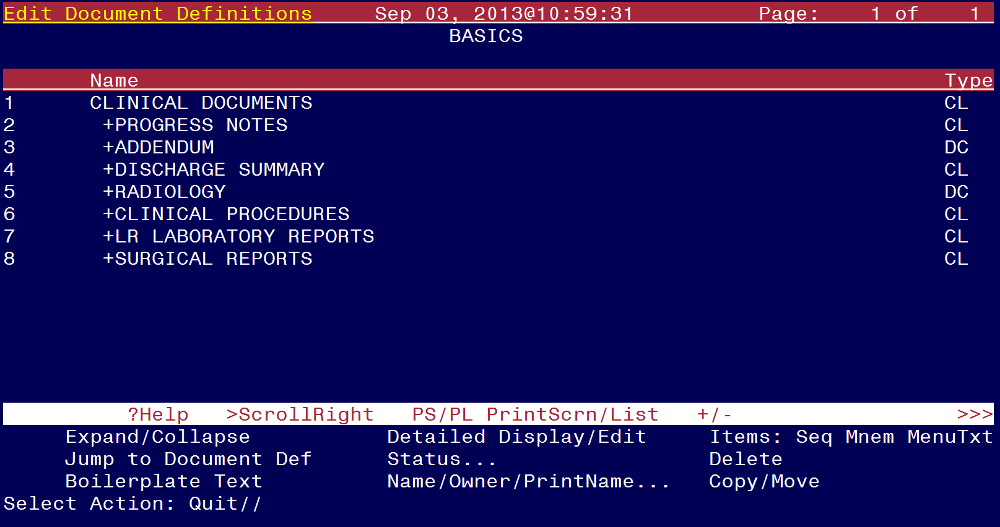 Edit Document Definitions     Sep 03, 2013@10:59:31          Page:    1 of    1
BASICS
Name     Type
1      CLINICAL DOCUMENTS     CL
2       +PROGRESS NOTES     CL
3       +ADDENDUM     DC
4       +DISCHARGE SUMMARY     CL
5       +RADIOLOGY     DC
6       +CLINICAL PROCEDURES     CL
7       +LR LABORATORY REPORTS     CL
8       +SURGICAL REPORTS     CL
?Help   >ScrollRight   PS/PL PrintScrn/List   +/-                  >>>
Expand/Collapse           Detailed Display/Edit     Items: Seq Mnem MenuTxt
Jump to Document Def      Status...                 Delete
Boilerplate Text          Name/Owner/PrintName...   Copy/Move
Select Action: Quit//